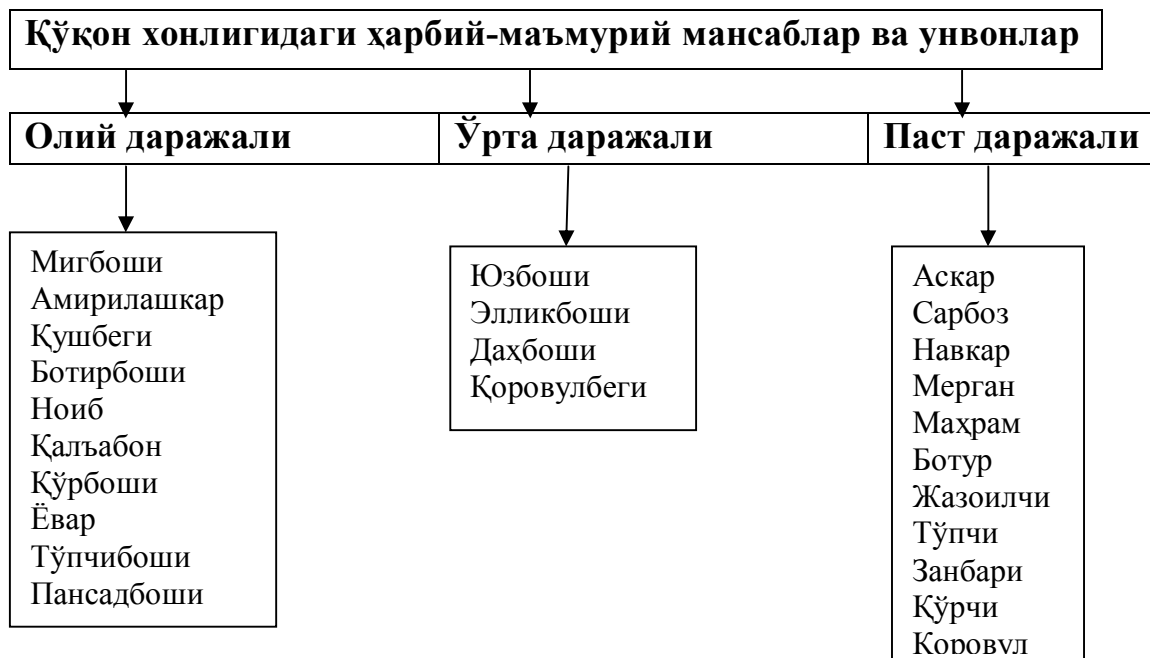 Қўқон хонлигидаги ҳарбий-маъмурий мансаблар ва унвонлар
Олий даражали
Ўрта даражали
Паст даражали
Мигбоши
Амирилашкар
Қушбеги
Ботирбоши
Ноиб
Қалъабон
Қўрбоши
Ёвар
Тўпчибоши
Пансадбоши
Юзбоши
Элликбоши
Даҳбоши
Қоровулбеги
Аскар
Сарбоз
Навкар
Мерган
Маҳрам
Ботур
Жазоилчи
Тўпчи
Занбари
Қўрчи
Қоровул